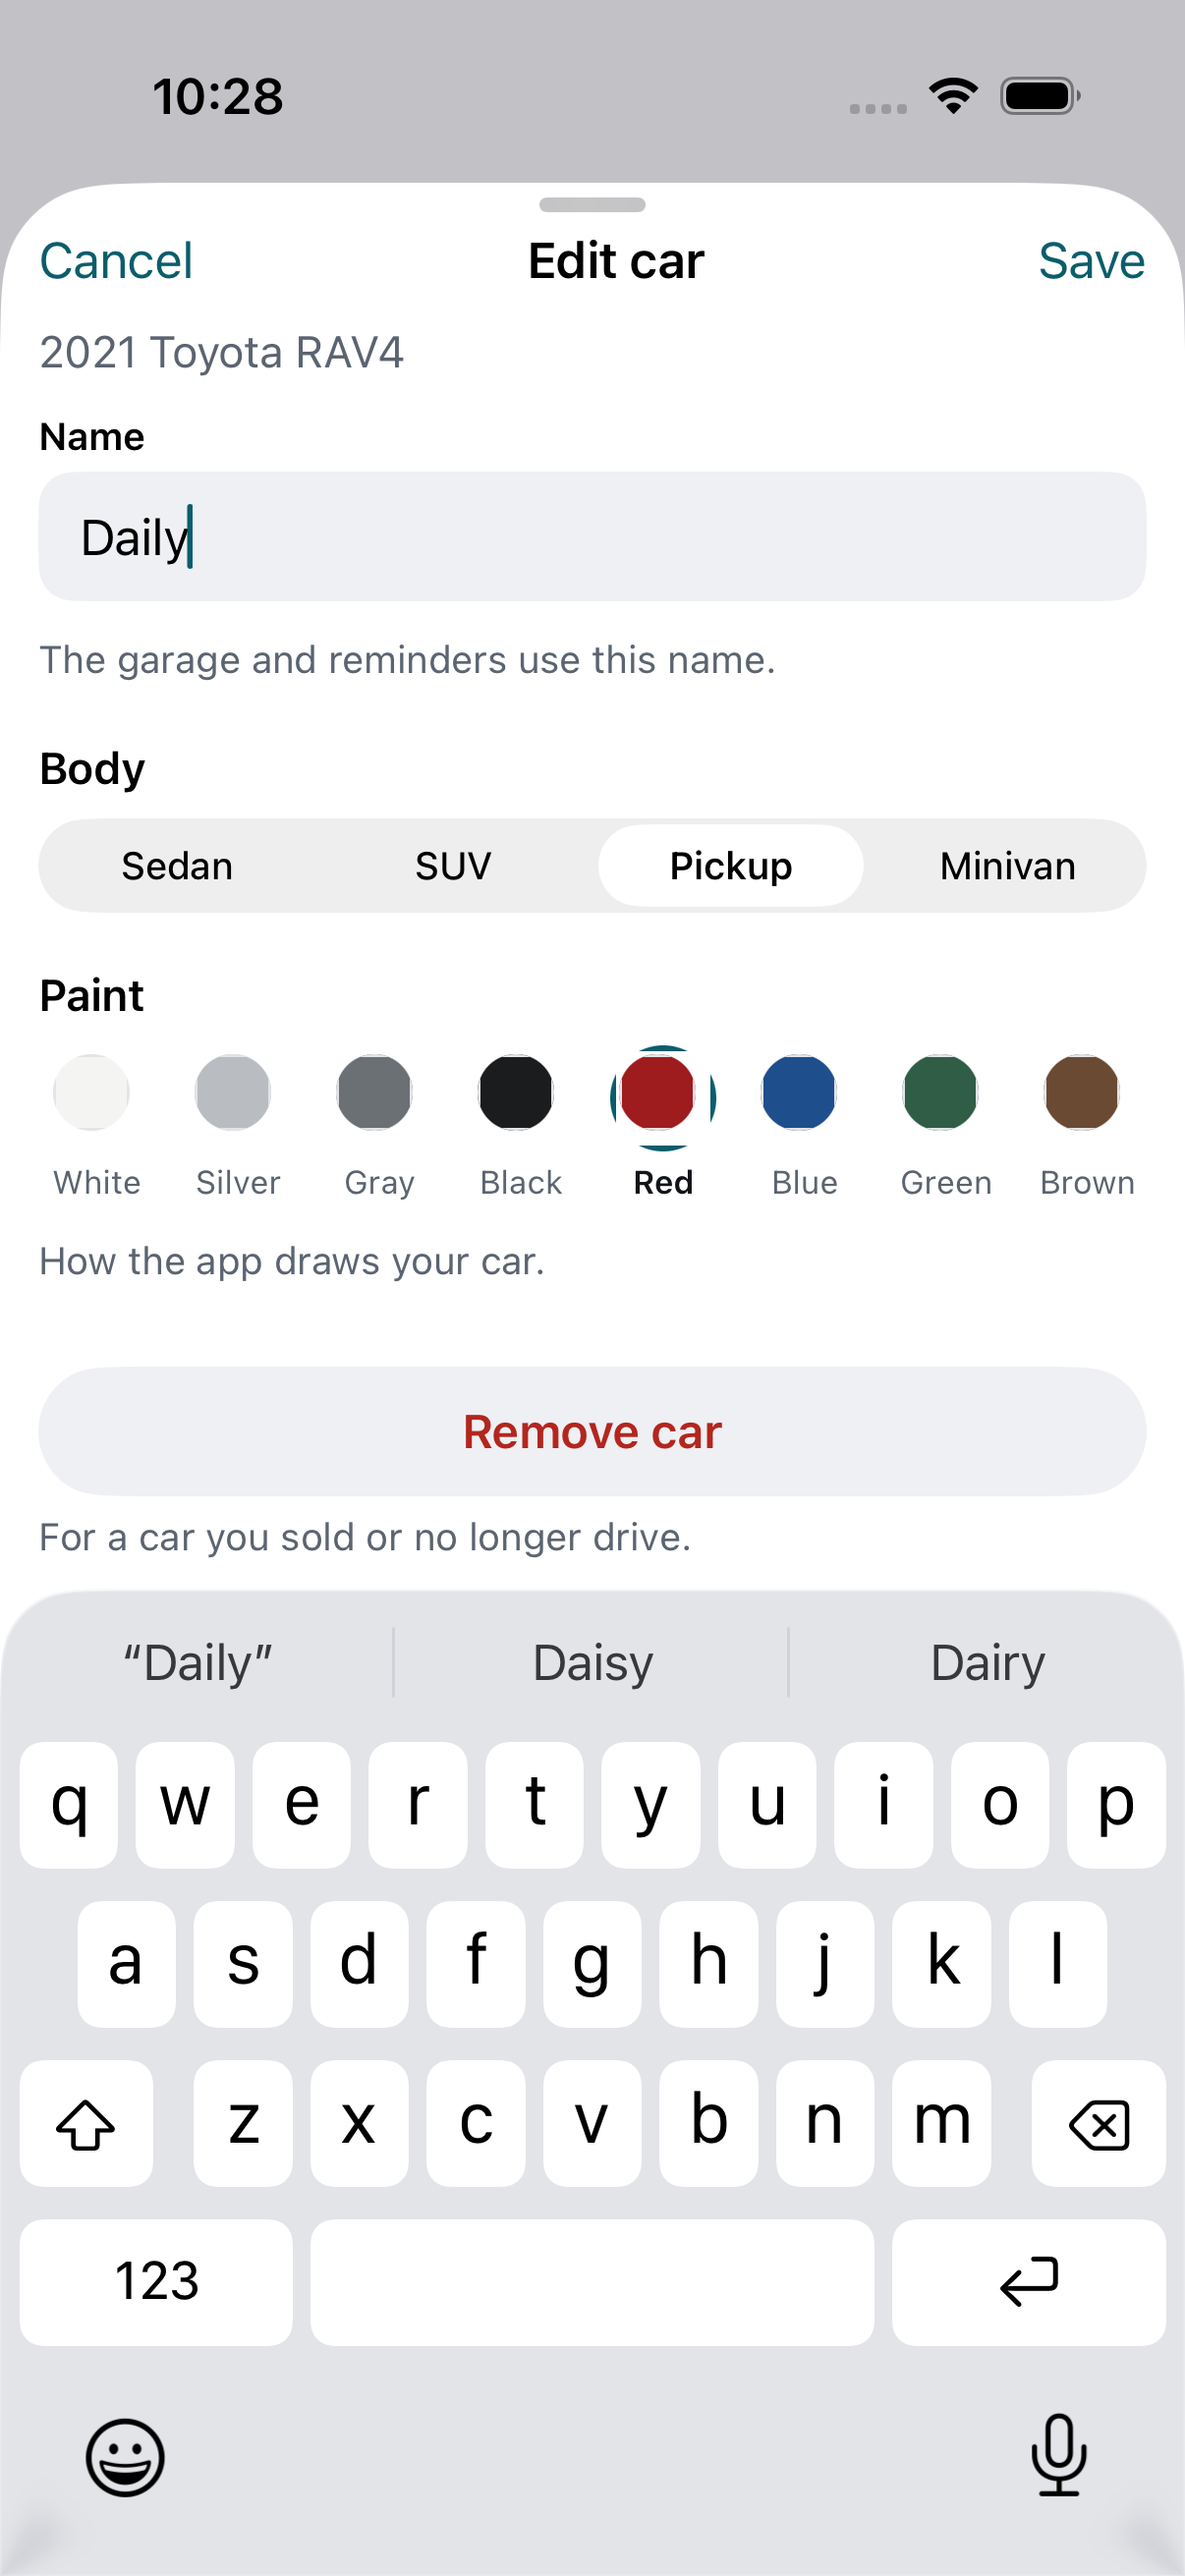 10:28
Cancel Edit car Save
2021 Toyota RAV4
Name
Daily
The garage and reminders use this name.
Body
Sedan SUV Pickup Minivan
Paint
White Silver Gray Black Red Blue Green Brown
How the app draws your car.
Remove car
For a car you sold or no longer drive.
“Daily” Daisy Dairy
q w e r t y u i o p
a s d f g h j k l
z x c v b n m
123